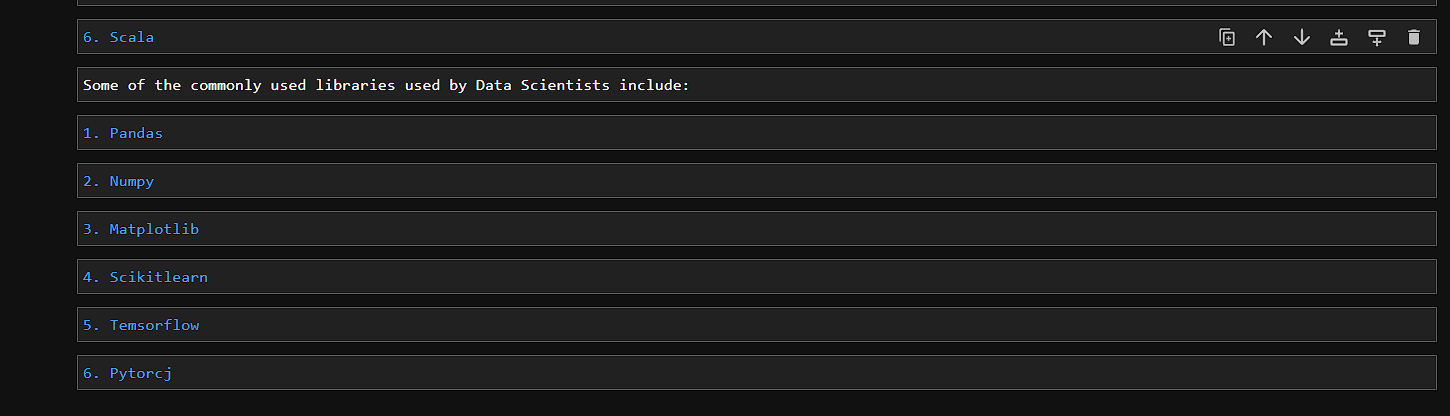 6. Scala
Some of the commonly used libraries used by Data Scientists include:
1. Pandas
2. Numpy
3. Matplotlib
4. Scikitlearn
5. Temsorflow
6. Pytorcj